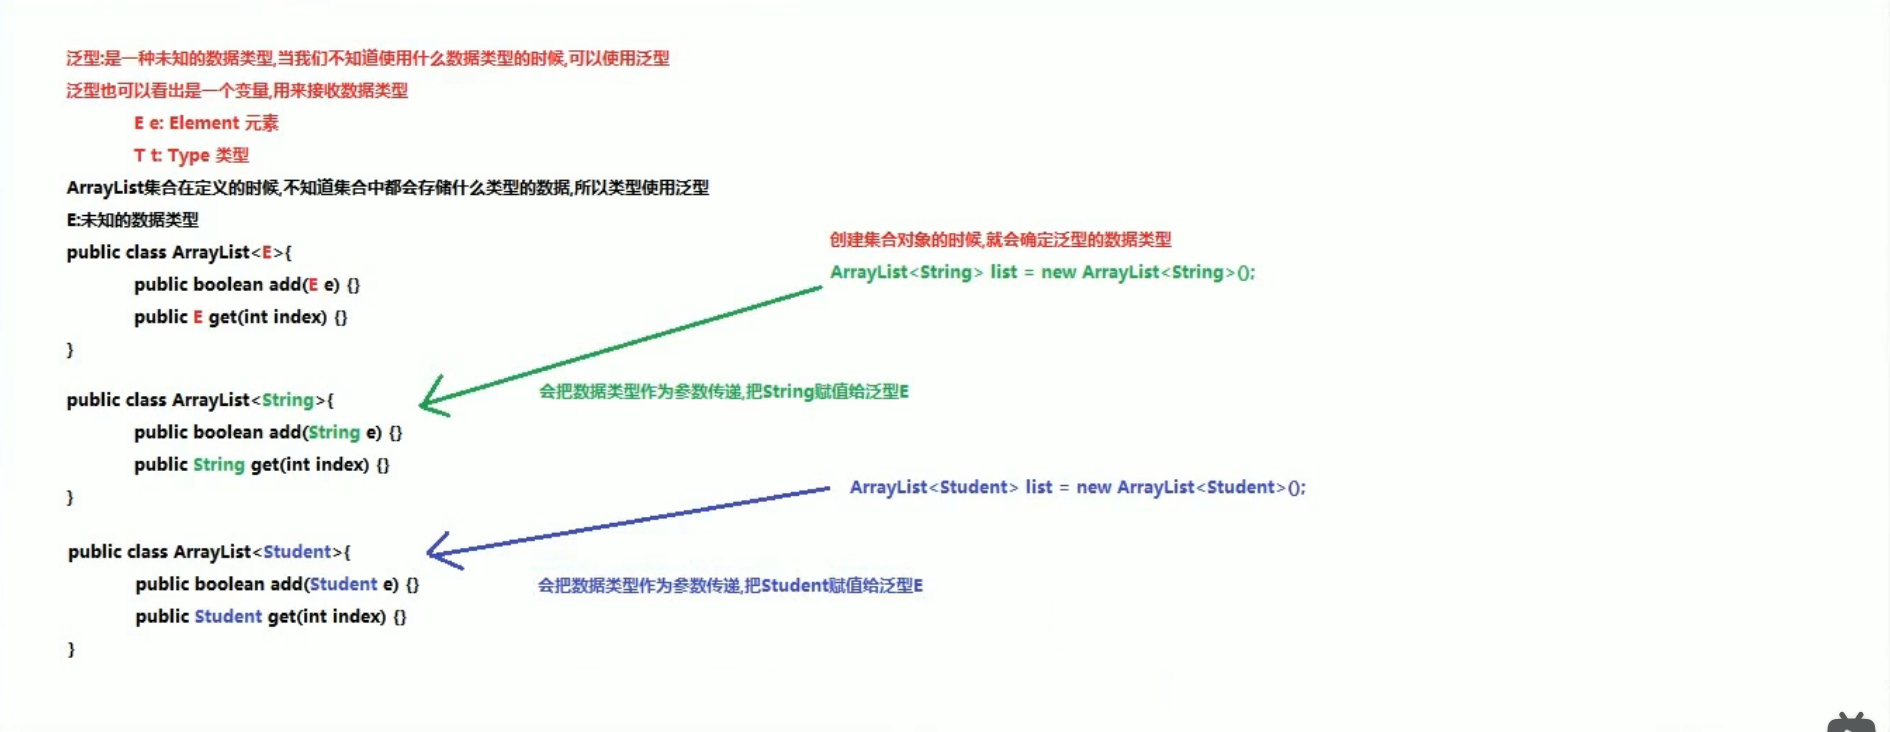 泛型:是一种未知的数据类型,当我们不知道使用什么数据类型的时候,可以使用泛型
泛型也可以看出是一个变量,用来接收数据类型
E e: Element 元素
T t: Type 类型
ArrayList集合在定义的时候,不知道集合中都会存储什么类型的数据,所以类型使用泛型
E:未知的数据类型
public class ArrayList<E>{
public boolean add(E e) {}
public E get(int index) {}
}
创建集合对象的时候,就会确定泛型的数据类型
ArrayList<String> list = new ArrayList<String>();
会把数据类型作为参数传递,把String赋值给泛型E
public class ArrayList<String>{
public boolean add(String e) {}
public String get(int index) {}
}
ArrayList<Student> list = new ArrayList<Student>();
public class ArrayList<Student>{
public boolean add(Student e) {}
会把数据类型作为参数传递,把Student赋值给泛型E
public Student get(int index) {}
}